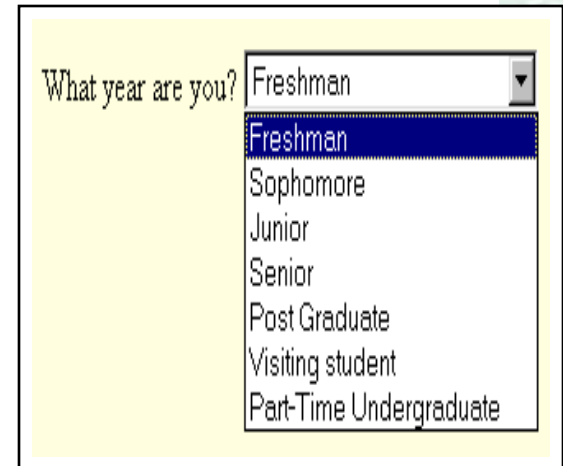 What year are you? Freshman
Freshman
Sophomore
Junior
Senior
Post Graduate
Visiting student
Part-Time Undergraduate